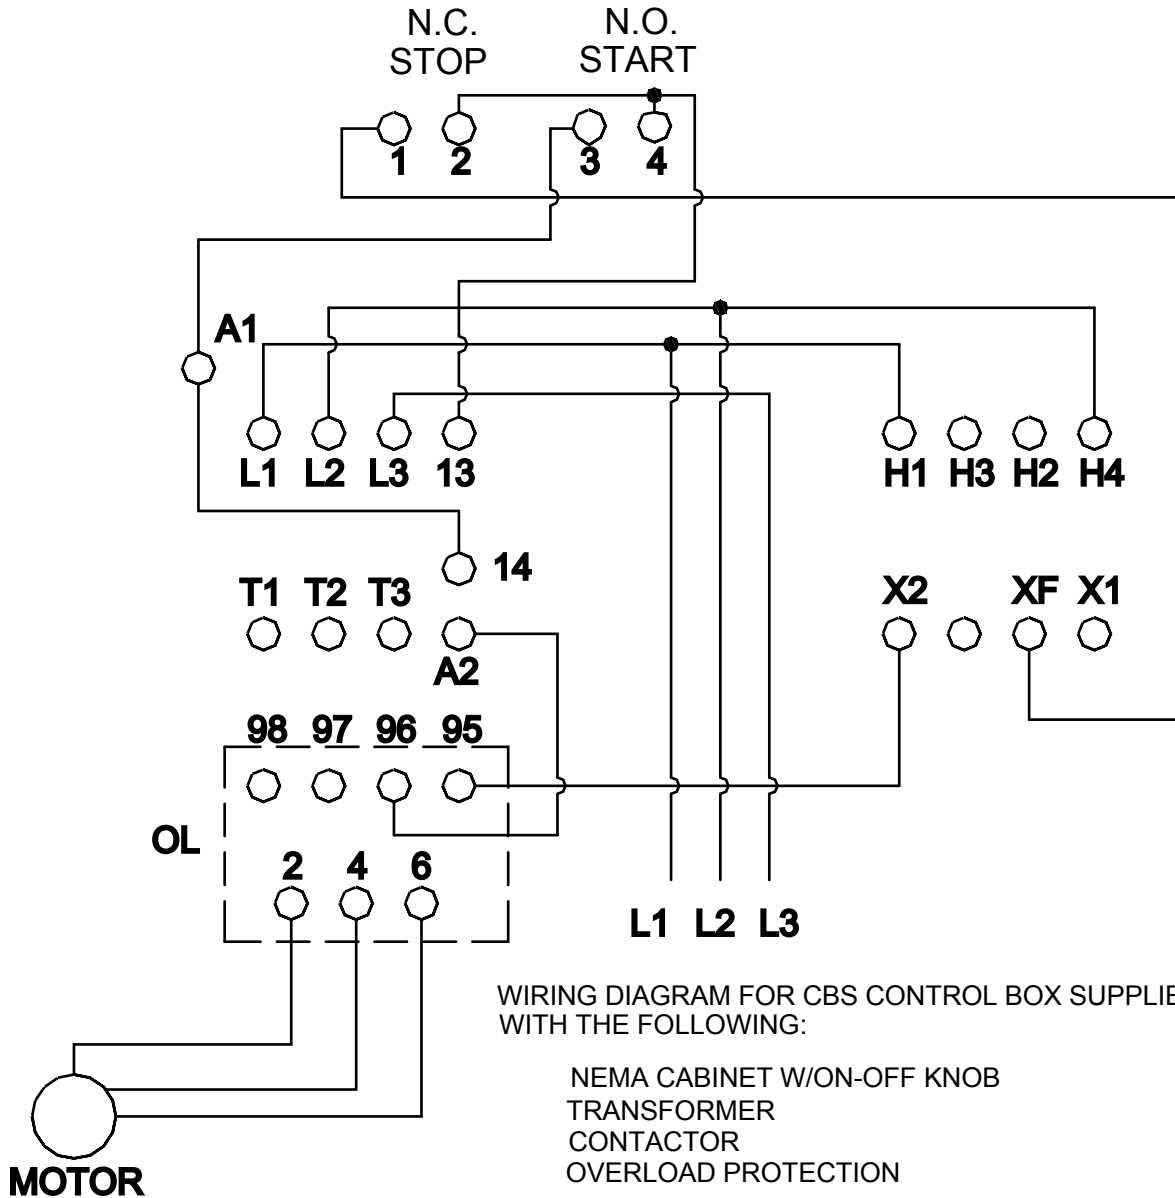 N.C. N.O.
STOP START
1 2 3 4
A1
L1 L2 L3 13 H1 H3 H2 H4
14
T1 T2 T3 X2 XF X1
A2
98 97 96 95
OL
2 4 6
L1 L2 L3
WIRING DIAGRAM FOR CBS CONTROL BOX SUPPLIE
WITH THE FOLLOWING:
NEMA CABINET W/ON-OFF KNOB
TRANSFORMER
CONTACTOR
OVERLOAD PROTECTION
MOTOR